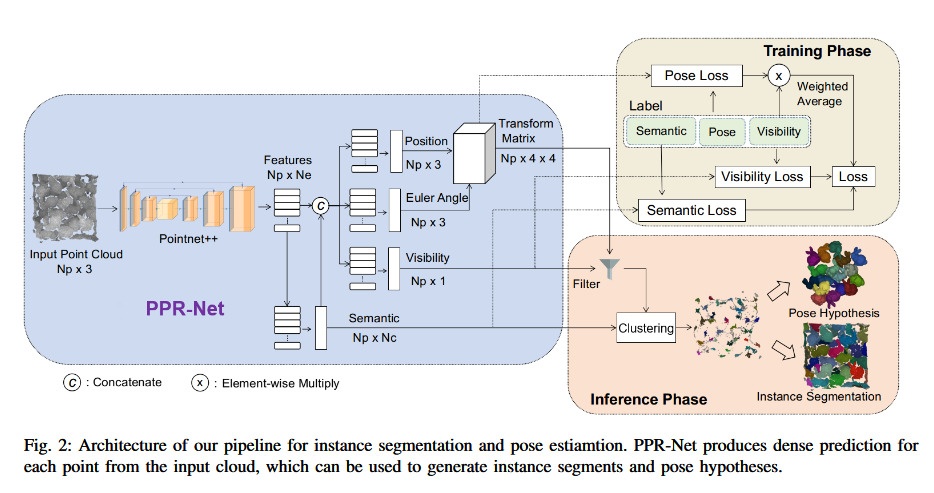 Training Phase
Pose Loss
x
Weighted
Average
Label
Semantic
Pose
Visibility
Visibility Loss
Loss
Semantic Loss
Transform
Matrix
Np x 4 x 4
Position
Np x 3
Features
Np x Ne
C
Euler Angle
Np x 3
Input Point Cloud
Np x 3
Pointnet++
Visibility
Np x 1
PPR-Net
Semantic
Np x Nc
Filter
Clustering
Pose Hypothesis
Instance Segmentation
Inference Phase
C : Concatenate
x : Element-wise Multiply
Fig. 2: Architecture of our pipeline for instance segmentation and pose estiamtion. PPR-Net produces dense prediction for
each point from the input cloud, which can be used to generate instance segments and pose hypotheses.